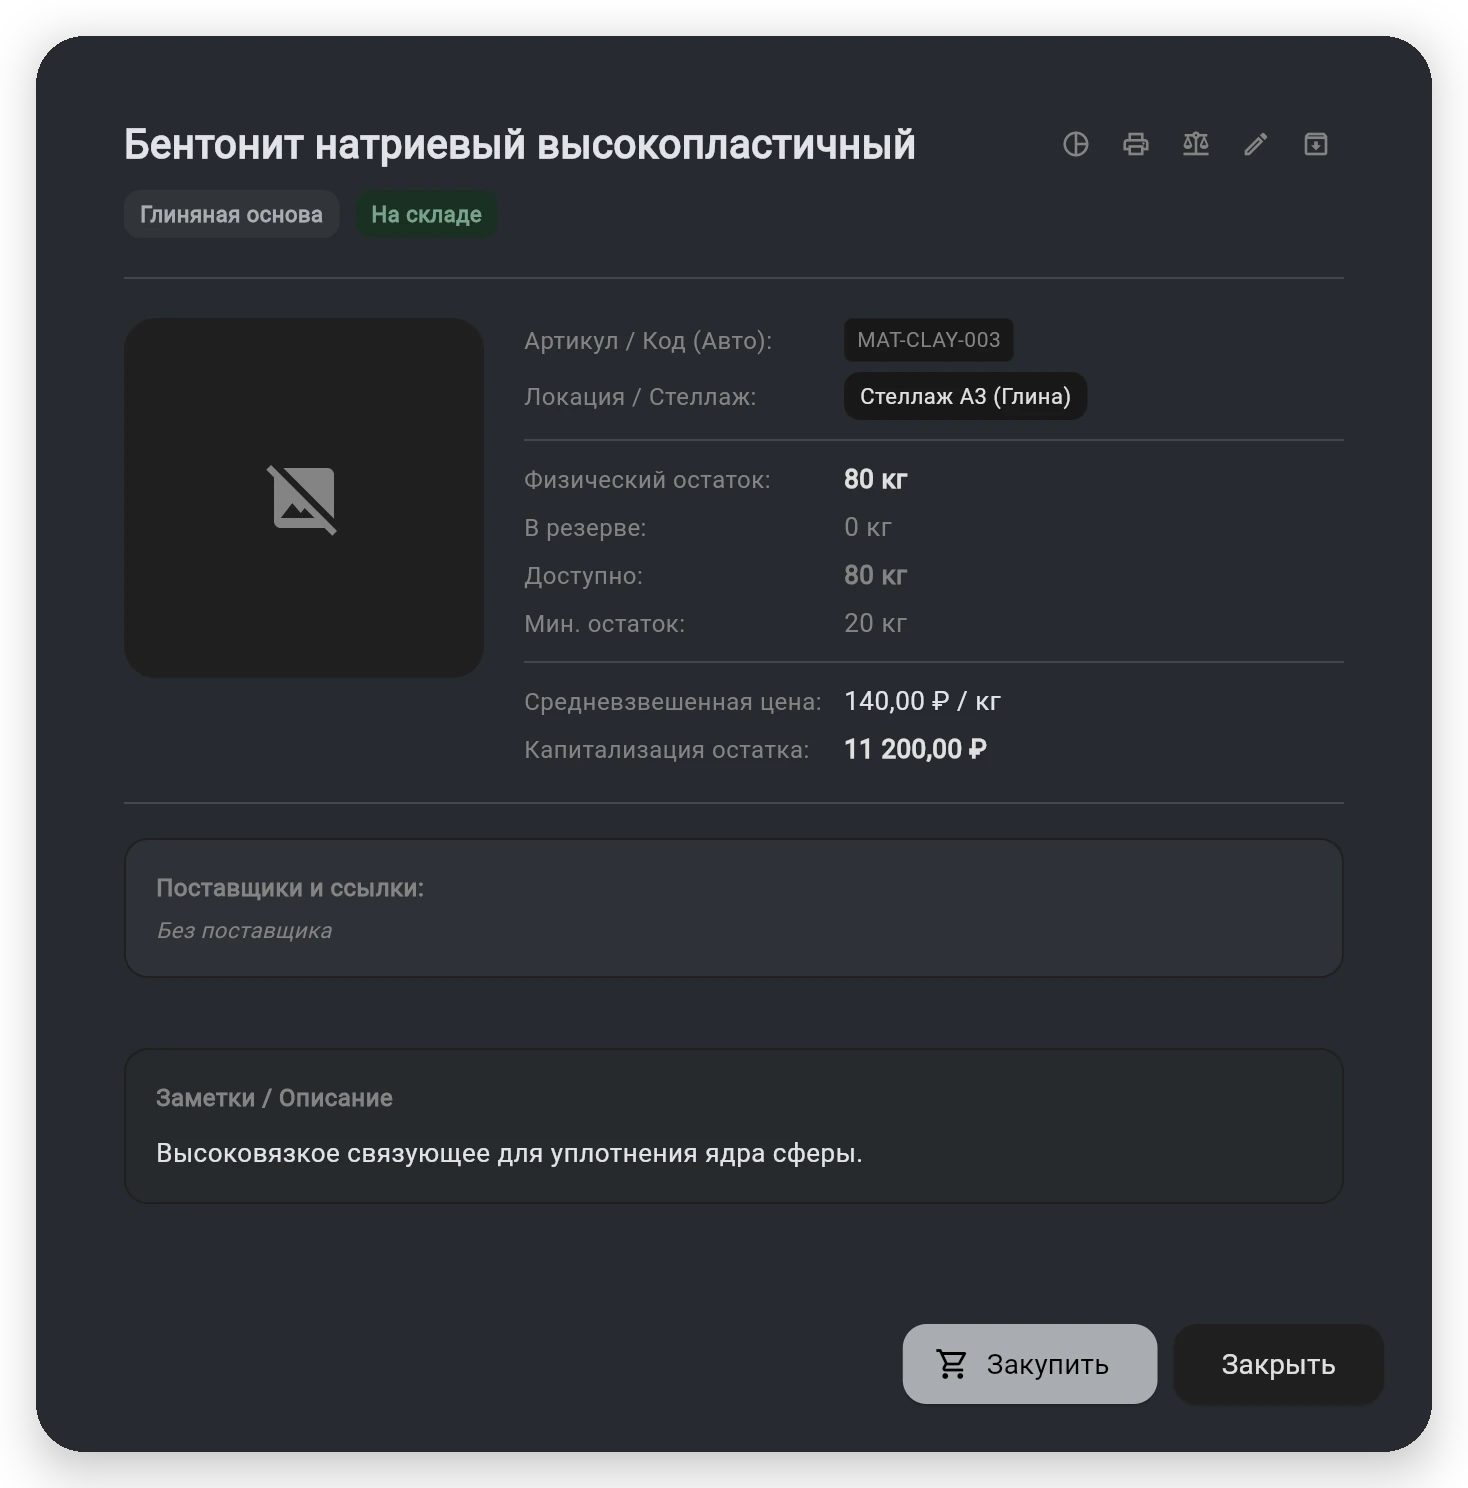 Бентонит натриевый высокопластичный
Глиняная основа
На складе
Артикул / Код (Авто): MAT-CLAY-003
Локация / Стеллаж: Стеллаж А3 (Глина)
Физический остаток: 80 кг
В резерве: 0 кг
Доступно: 80 кг
Мин. остаток: 20 кг
Средневзвешенная цена: 140,00 ₽ / кг
Капитализация остатка: 11 200,00 ₽
Поставщики и ссылки:
Без поставщика
Заметки / Описание
Высоковязкое связующее для уплотнения ядра сферы.
Закупить
Закрыть